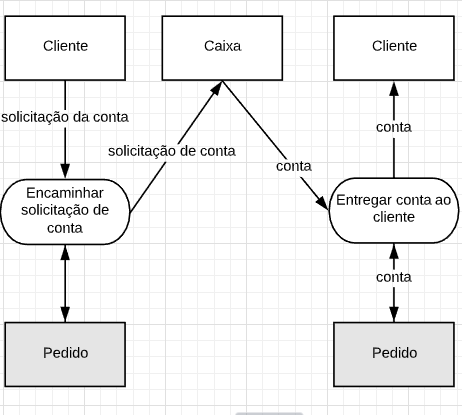 Cliente
Caixa
Cliente
solicitação da conta
conta
solicitação de conta
conta
Encaminhar
solicitação de
conta
Entregar conta ao
cliente
conta
Pedido
Pedido